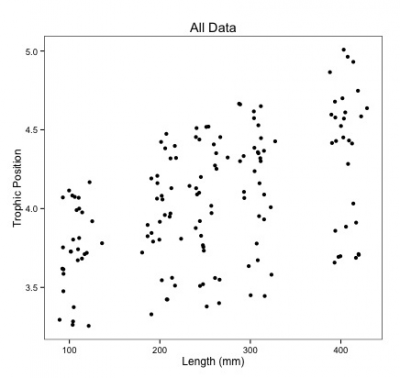 All Data
Trophic Position
5.0
4.5
4.0
3.5
100 200 300 400
Length (mm)